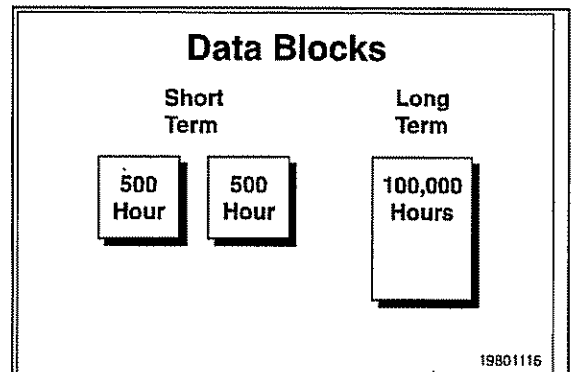 Data Blocks
Short
Term
Long
Term
500
Hour
500
Hour
100,000
Hours
19801116